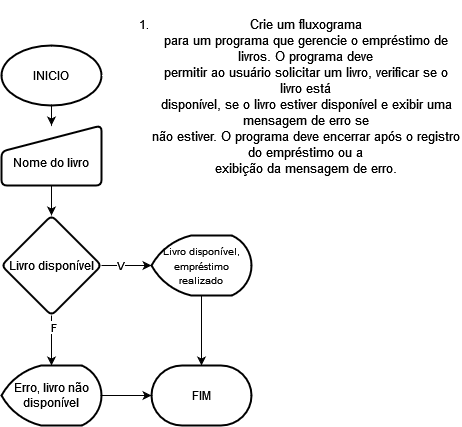 1. Crie um fluxograma
para um programa que gerencie o empréstimo de
livros. O programa deve
permitir ao usuário solicitar um livro, verificar se o
livro está
disponível, se o livro estiver disponível e exibir uma
mensagem de erro se
não estiver. O programa deve encerrar após o registro
do empréstimo ou a
exibição da mensagem de erro.
INICIO
Nome do livro
Livro disponível
V
Livro disponível,
empréstimo
realizado
F
Erro, livro não
disponível
FIM